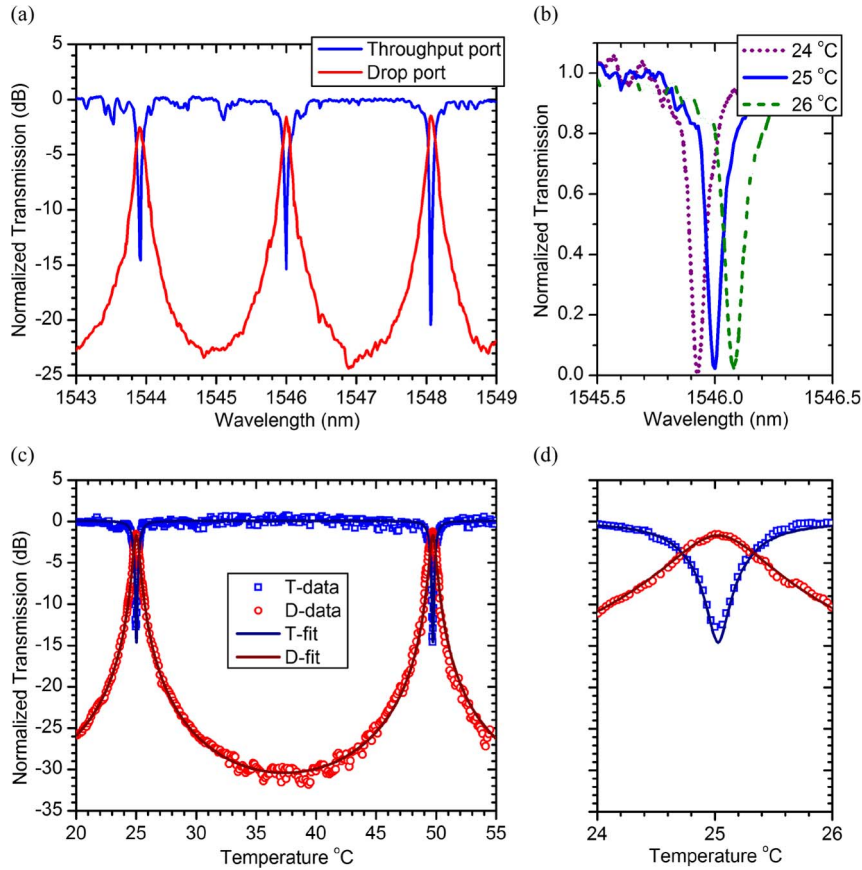 (a)
5
0
-5
-10
-15
-20
-25
Normalized Transmission (dB)
Throughput port
Drop port
1543 1544 1545 1546 1547 1548 1549
Wavelength (nm)
(b)
1.0
0.8
0.6
0.4
0.2
0.0
Normalized Transmission
24 °C
25 °C
26 °C
1545.5 1546.0 1546.5
Wavelength (nm)
(c)
5
0
-5
-10
-15
-20
-25
-30
-35
Normalized Transmission (dB)
T-data
D-data
T-fit
D-fit
20 25 30 35 40 45 50 55
Temperature °C
(d)
24 25 26
Temperature °C